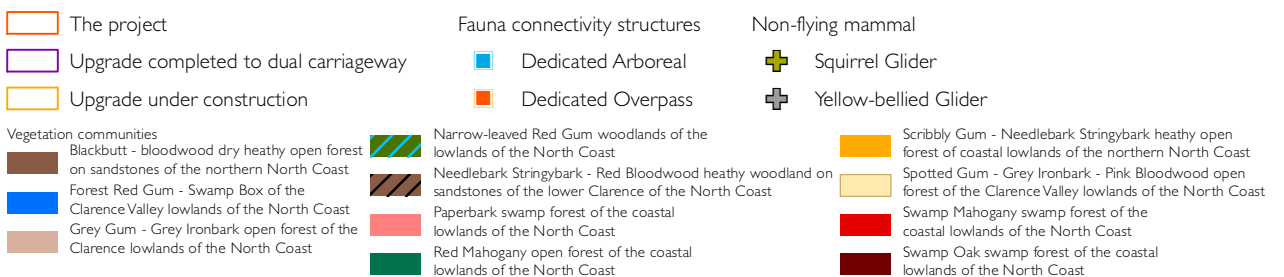 The project
Upgrade completed to dual carriageway
Upgrade under construction
Fauna connectivity structures
Dedicated Arboreal
Dedicated Overpass
Non-flying mammal
Squirrel Glider
Yellow-bellied Glider
Vegetation communities
Blackbutt - bloodwood dry heathy open forest
on sandstones of the northern North Coast
Forest Red Gum - Swamp Box of the
Clarence Valley lowlands of the North Coast
Grey Gum - Grey Ironbark open forest of the
Clarence lowlands of the North Coast
Narrow-leaved Red Gum woodlands of the
lowlands of the North Coast
Needlebark Stringybark - Red Bloodwood heathy woodland on
sandstones of the lower Clarence of the North Coast
Paperbark swamp forest of the coastal
lowlands of the North Coast
Red Mahogany open forest of the coastal
lowlands of the North Coast
Scribbly Gum - Needlebark Stringybark heathy open
forest of coastal lowlands of the northern North Coast
Spotted Gum - Grey Ironbark - Pink Bloodwood open
forest of the Clarence Valley lowlands of the North Coast
Swamp Mahogany swamp forest of the
coastal lowlands of the North Coast
Swamp Oak swamp forest of the coastal
lowlands of the North Coast